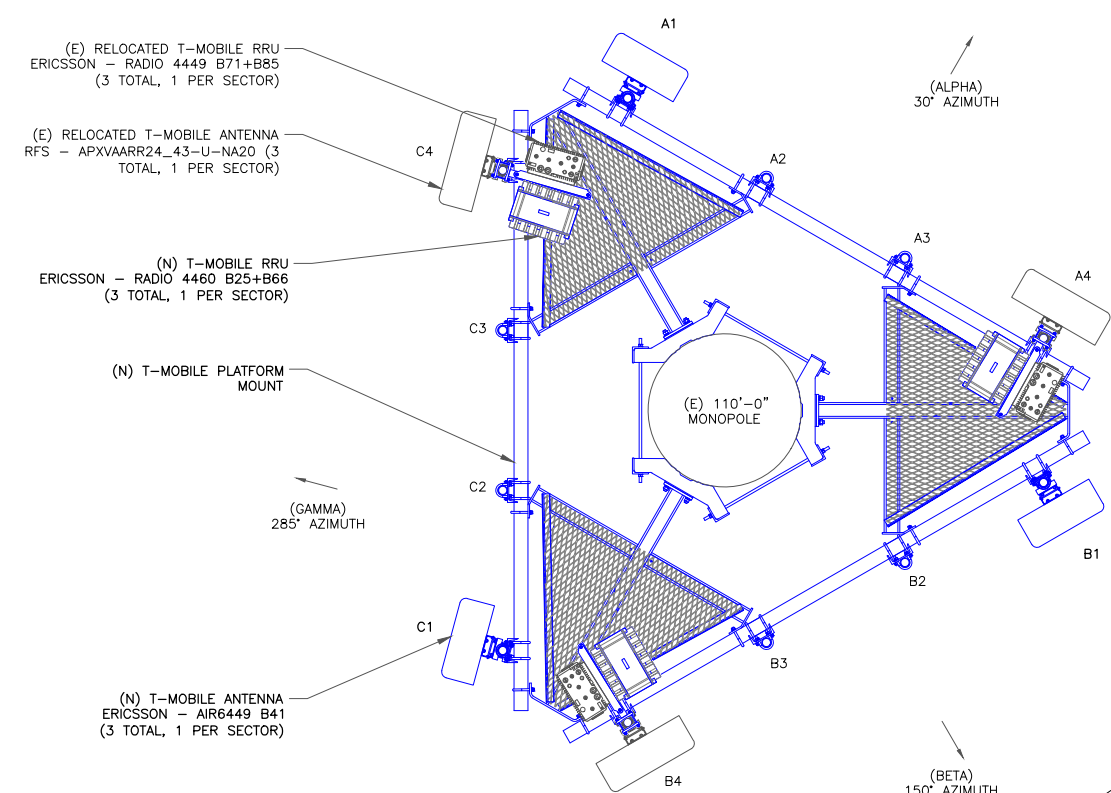 A1
(E) RELOCATED T-MOBILE RRU
ERICSSON - RADIO 4449 B71+B85
(3 TOTAL, 1 PER SECTOR)
(ALPHA)
30° AZIMUTH
(E) RELOCATED T-MOBILE ANTENNA
RFS - APXVAARR24_43-U-NA20 (3
TOTAL, 1 PER SECTOR)
C4
A2
A3
(N) T-MOBILE RRU
ERICSSON - RADIO 4460 B25+B66
(3 TOTAL, 1 PER SECTOR)
A4
C3
(N) T-MOBILE PLATFORM
MOUNT
(E) 110'-0"
MONOPOLE
C2
(GAMMA)
285° AZIMUTH
B1
B2
C1
B3
(N) T-MOBILE ANTENNA
ERICSSON - AIR6449 B41
(3 TOTAL, 1 PER SECTOR)
B4
(BETA)
150° AZIMUTH